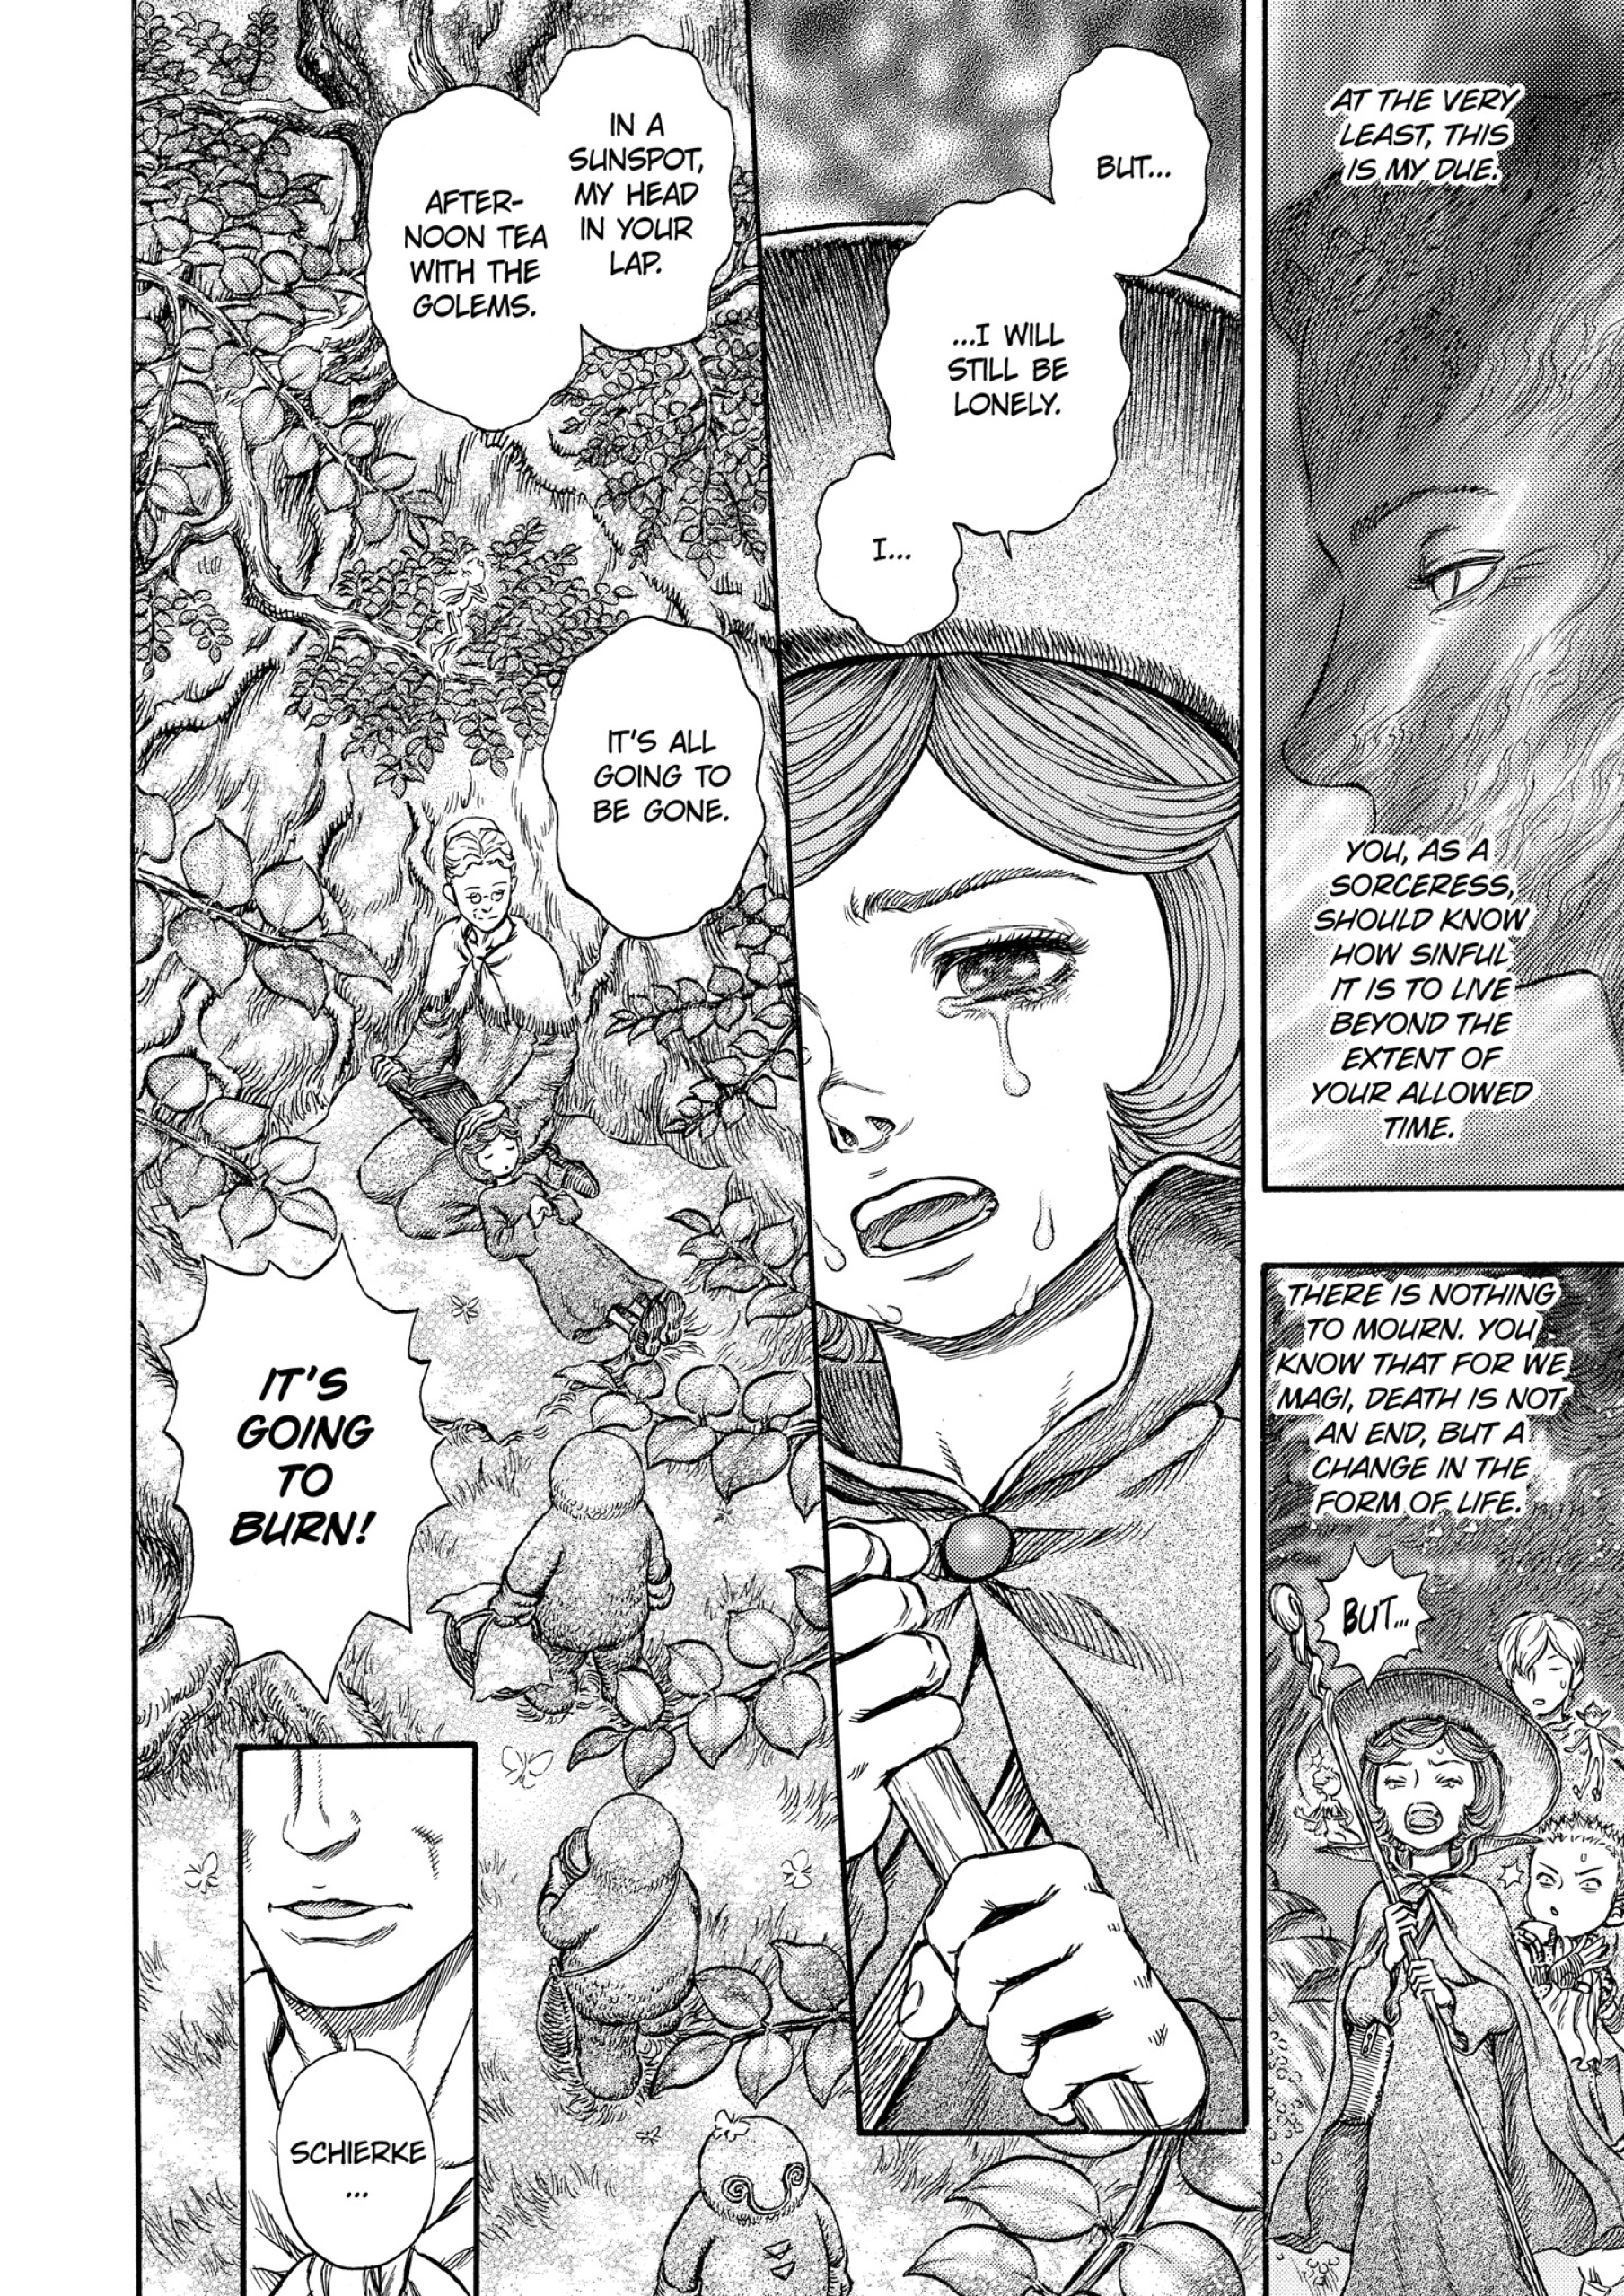 AT THE VERY
LEAST, THIS
IS MY DUE.
YOU, AS A
SORCERESS,
SHOULD KNOW
HOW SINFUL
IT IS TO LIVE
BEYOND THE
EXTENT OF
YOUR ALLOWED
TIME.
THERE IS NOTHING
TO MOURN. YOU
KNOW THAT FOR WE
MAGI, DEATH IS NOT
AN END, BUT A
CHANGE IN THE
FORM OF LIFE.
BUT...
BUT...
...I WILL
STILL BE
LONELY.
I...
IN A
SUNSPOT,
MY HEAD
IN YOUR
LAP.
AFTER-
NOON TEA
WITH THE
GOLEMS.
IT'S ALL
GOING TO
BE GONE.
IT'S
GOING
TO
BURN!
SCHIERKE
...